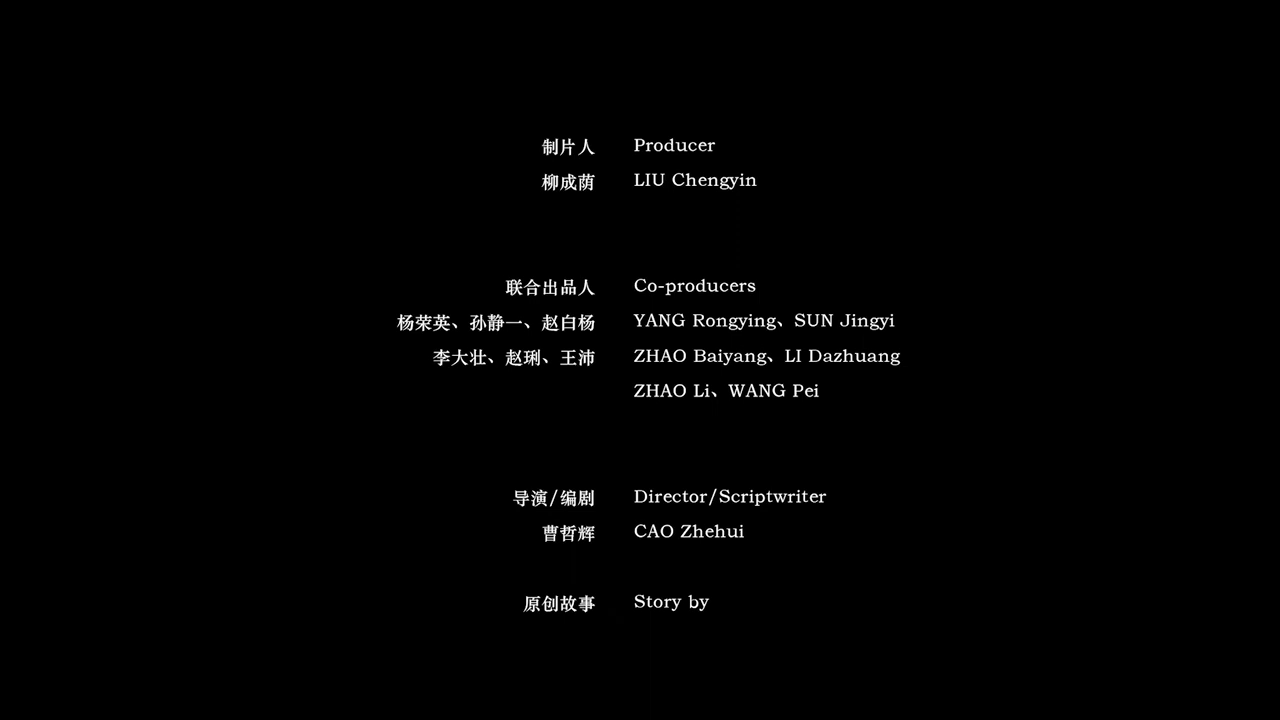 制片人 Producer
柳成荫 LIU Chengyin
联合出品人 Co-producers
杨荣英、孙静一、赵白杨 YANG Rongying、SUN Jingyi
李大壮、赵琍、王沛 ZHAO Baiyang、LI Dazhuang
ZHAO Li、WANG Pei
导演/编剧 Director/Scriptwriter
曹哲辉 CAO Zhehui
原创故事 Story by